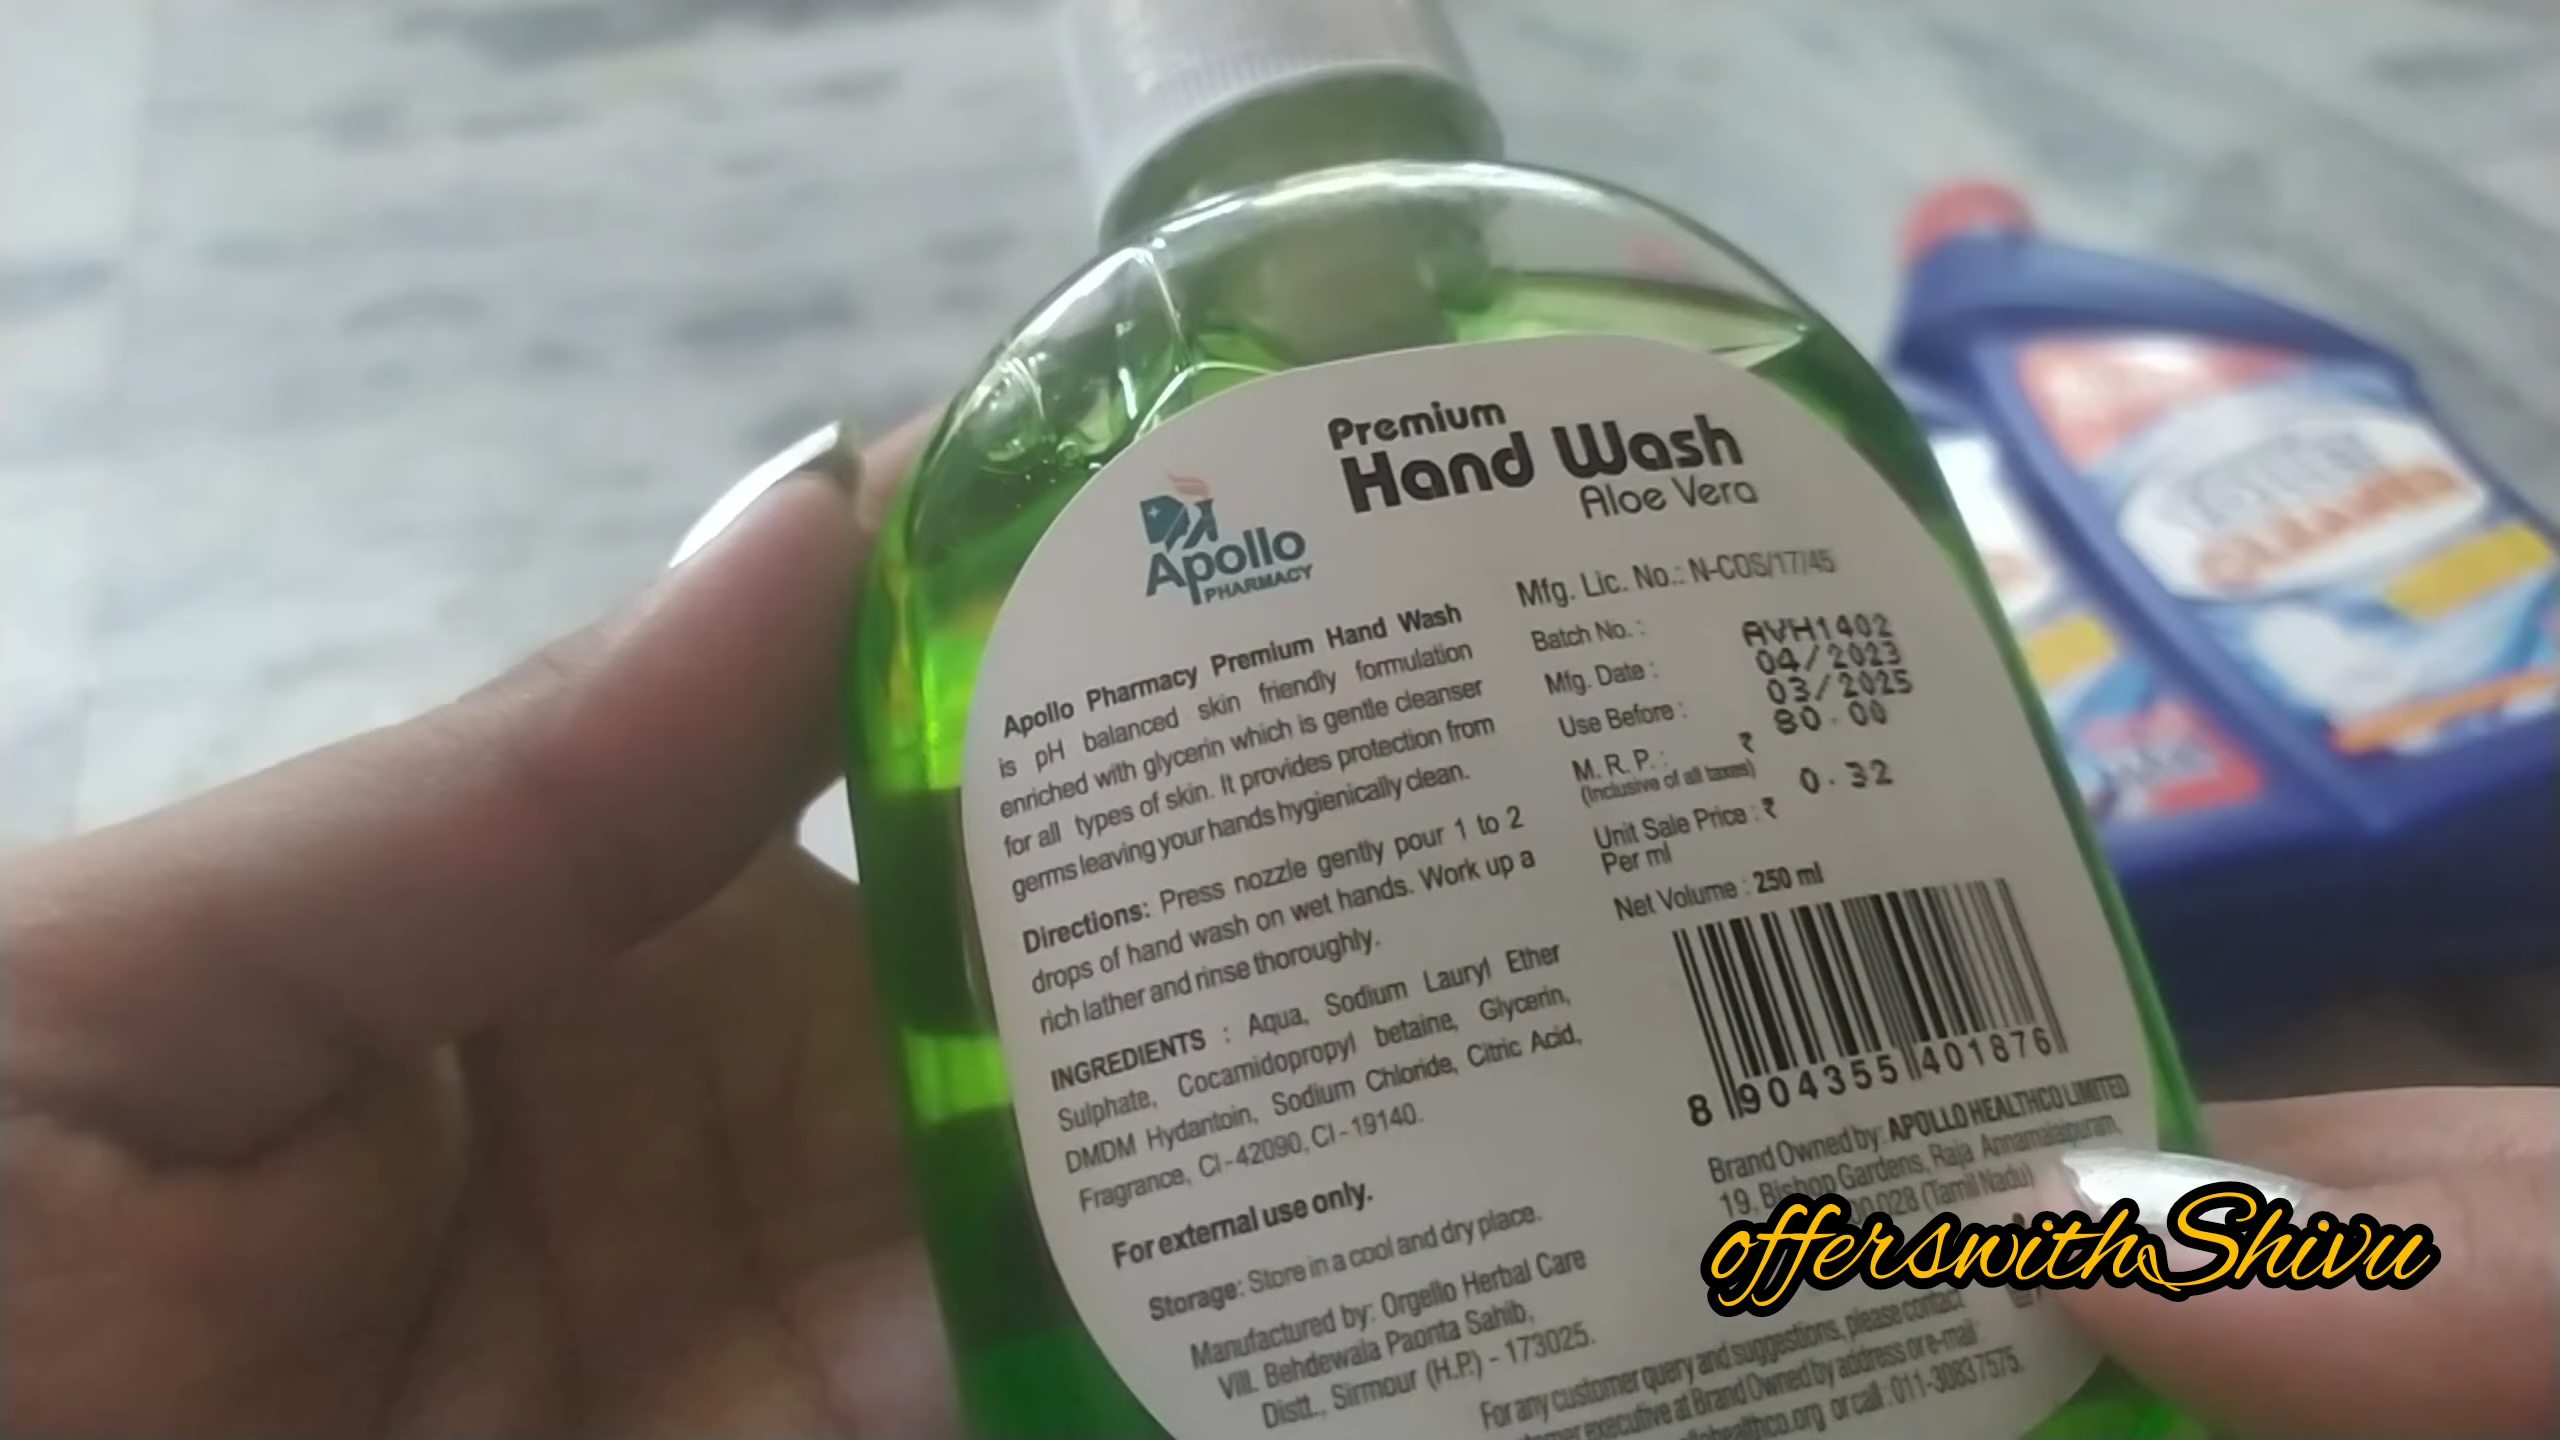 Premium
Hand Wash
Aloe Vera
Apollo
PHARMACY
Apollo Pharmacy Premium Hand Wash
is pH balanced skin friendly formulation
enriched with glycerin which is gentle cleanser
for all types of skin. It provides protection from
germs leaving your hands hygienically clean.
Directions: Press nozzle gently pour 1 to 2
drops of hand wash on wet hands. Work up a
rich lather and rinse thoroughly.
INGREDIENTS : Aqua, Sodium Lauryl Ether
Sulphate, Cocamidopropyl betaine, Glycerin,
DMDM Hydantoin, Sodium Chloride, Citric Acid,
Fragrance, CI-42090, CI-19140.
For external use only.
Storage: Store in a cool and dry place.
Manufactured by: Orgello Herbal Care
Vill. Behdewala Paonta Sahib,
Distt., Sirmour (H.P.) - 173025.
Mfg. Lic. No.: N-COS/17/45
Batch No. : AVH1402
Mfg. Date : 04/2023
Use Before : 03/2025
M. R. P. : ₹ 80.00
(Inclusive of all taxes)
Unit Sale Price : ₹ 0.32
Per ml
Net Volume : 250 ml
8 904355 401876
Brand Owned by: APOLLO HEALTHCO LIMITED
19, Bishop Gardens, Raja Annamalaipuram,
028 (Tamil Nadu)
offerswithShivu
For any customer query and suggestions, please contact
executive at Brand Owned by address or e-mail:
or call : 011-30837575.
CLEANER